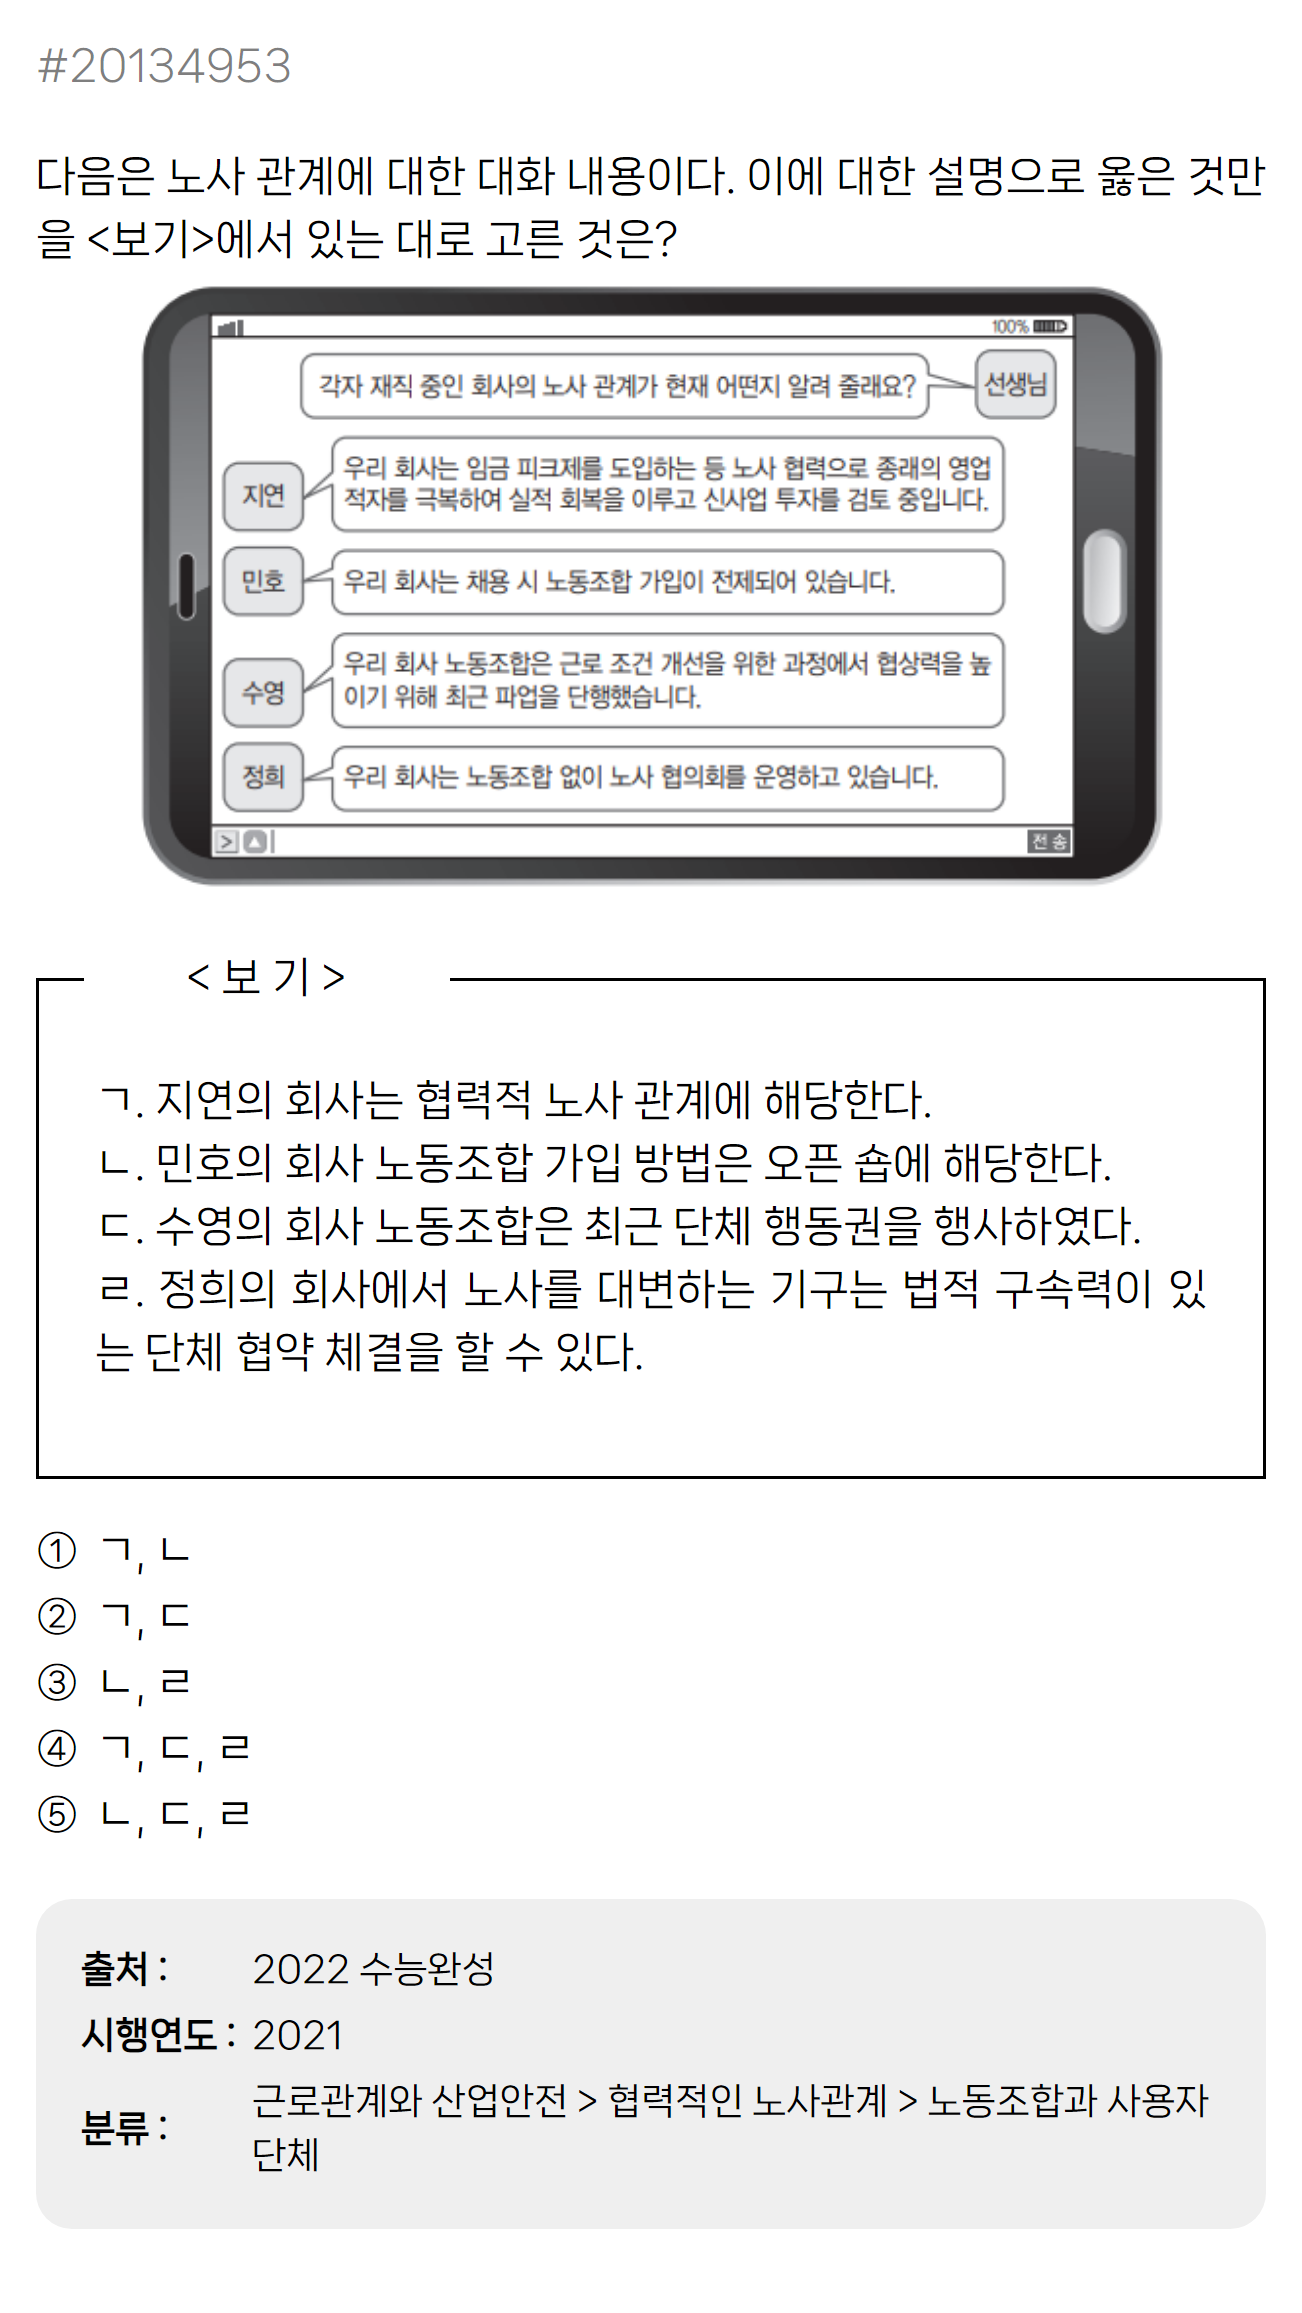 #20134953
다음은 노사 관계에 대한 대화 내용이다. 이에 대한 설명으로 옳은 것만
을 <보기>에서 있는 대로 고른 것은?
100%
각자 재직 중인 회사의 노사 관계가 현재 어떤지 알려 줄래요?
선생님
지연
우리 회사는 임금 피크제를 도입하는 등 노사 협력으로 종래의 영업
적자를 극복하여 실적 회복을 이루고 신사업 투자를 검토 중입니다.
민호
우리 회사는 채용 시 노동조합 가입이 전제되어 있습니다.
수영
우리 회사 노동조합은 근로 조건 개선을 위한 과정에서 협상력을 높
이기 위해 최근 파업을 단행했습니다.
정희
우리 회사는 노동조합 없이 노사 협의회를 운영하고 있습니다.
전송
< 보 기 >
ㄱ. 지연의 회사는 협력적 노사 관계에 해당한다.
ㄴ. 민호의 회사 노동조합 가입 방법은 오픈 숍에 해당한다.
ㄷ. 수영의 회사 노동조합은 최근 단체 행동권을 행사하였다.
ㄹ. 정희의 회사에서 노사를 대변하는 기구는 법적 구속력이 있
는 단체 협약 체결을 할 수 있다.
① ㄱ, ㄴ
② ㄱ, ㄷ
③ ㄴ, ㄹ
④ ㄱ, ㄷ, ㄹ
⑤ ㄴ, ㄷ, ㄹ
출처 : 2022 수능완성
시행연도 : 2021
분류 : 근로관계와 산업안전 > 협력적인 노사관계 > 노동조합과 사용자
단체